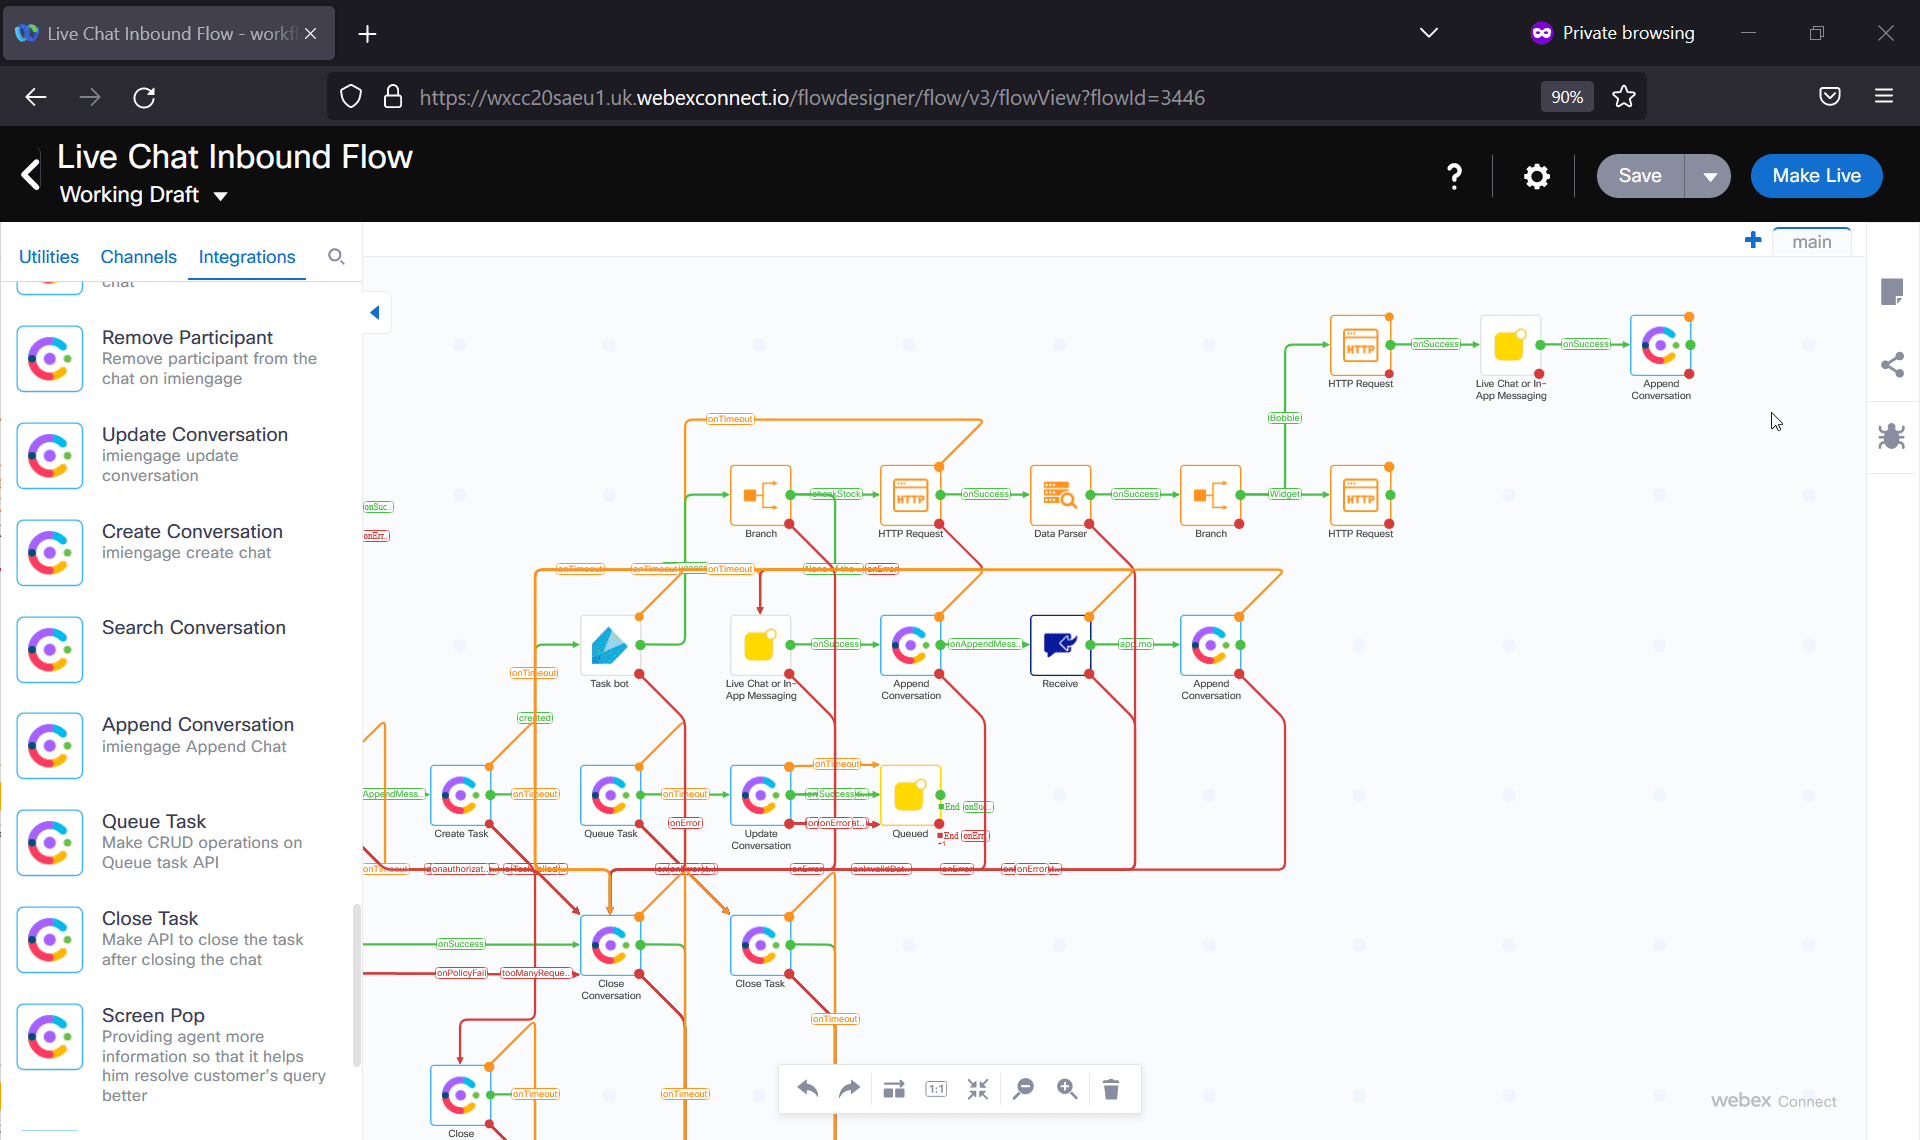 Live Chat Inbound Flow - workfl
Private browsing
https://wxcc20saeu1.uk.webexconnect.io/flowdesigner/flow/v3/flowView?flowId=3446
90%
Live Chat Inbound Flow
Working Draft
?
Save
Make Live
Utilities
Channels
Integrations
main
chat
Remove Participant
Remove participant from the
chat on imiengage
Update Conversation
imiengage update
conversation
Create Conversation
imiengage create chat
Search Conversation
Append Conversation
imiengage Append Chat
Queue Task
Make CRUD operations on
Queue task API
Close Task
Make API to close the task
after closing the chat
Screen Pop
Providing agent more
information so that it helps
him resolve customer's query
better
HTTP
onSuccess
onSuccess
HTTP Request
Live Chat or In-
App Messaging
Append
Conversation
Bobble
onTimeout
onSuc..
onErr..
checkStock
HTTP
onSuccess
onSuccess
Widget
HTTP
Branch
HTTP Request
Data Parser
Branch
HTTP Request
onTimeout
onTimeout
onTimeout
onError
onSuccess
onAppendMess..
app.mo
onTimeout
Task bot
Live Chat or In-
App Messaging
Append
Conversation
Receive
Append
Conversation
created
onTimeout
AppendMess..
onTimeout
onTimeout
onSuccess
End
onSu..
onError
Create Task
Queue Task
Update
Conversation
Queued
End
onErr..
+1
onTimeout
onauthorizat..
onError
onInvalidDat..
onError
onError
onSuccess
onPolicyFail
tooManyReque..
Close
Conversation
Close Task
onTimeout
onTimeout
onTimeout
Close
1:1
webex Connect